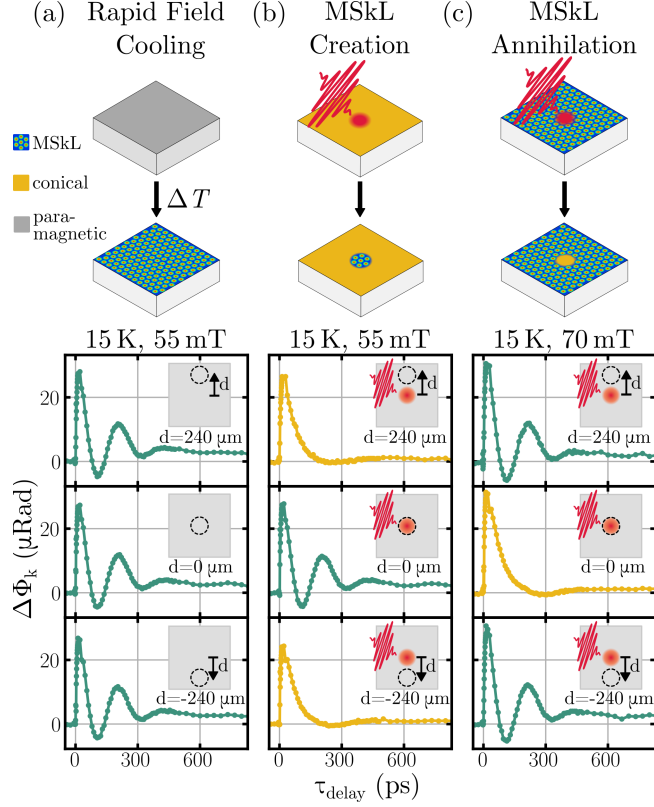 (a) Rapid Field Cooling
(b) MSkL Creation
(c) MSkL Annihilation
MSkL
conical
para-
magnetic
ΔT
15 K, 55 mT
15 K, 55 mT
15 K, 70 mT
d
d=240 μm
d
d=240 μm
d
d=240 μm
20
0
d=0 μm
d=0 μm
d=0 μm
20
0
d
d=-240 μm
d
d=-240 μm
d
d=-240 μm
20
0
ΔΦk (μRad)
0 300 600
0 300 600
0 300 600
τdelay (ps)